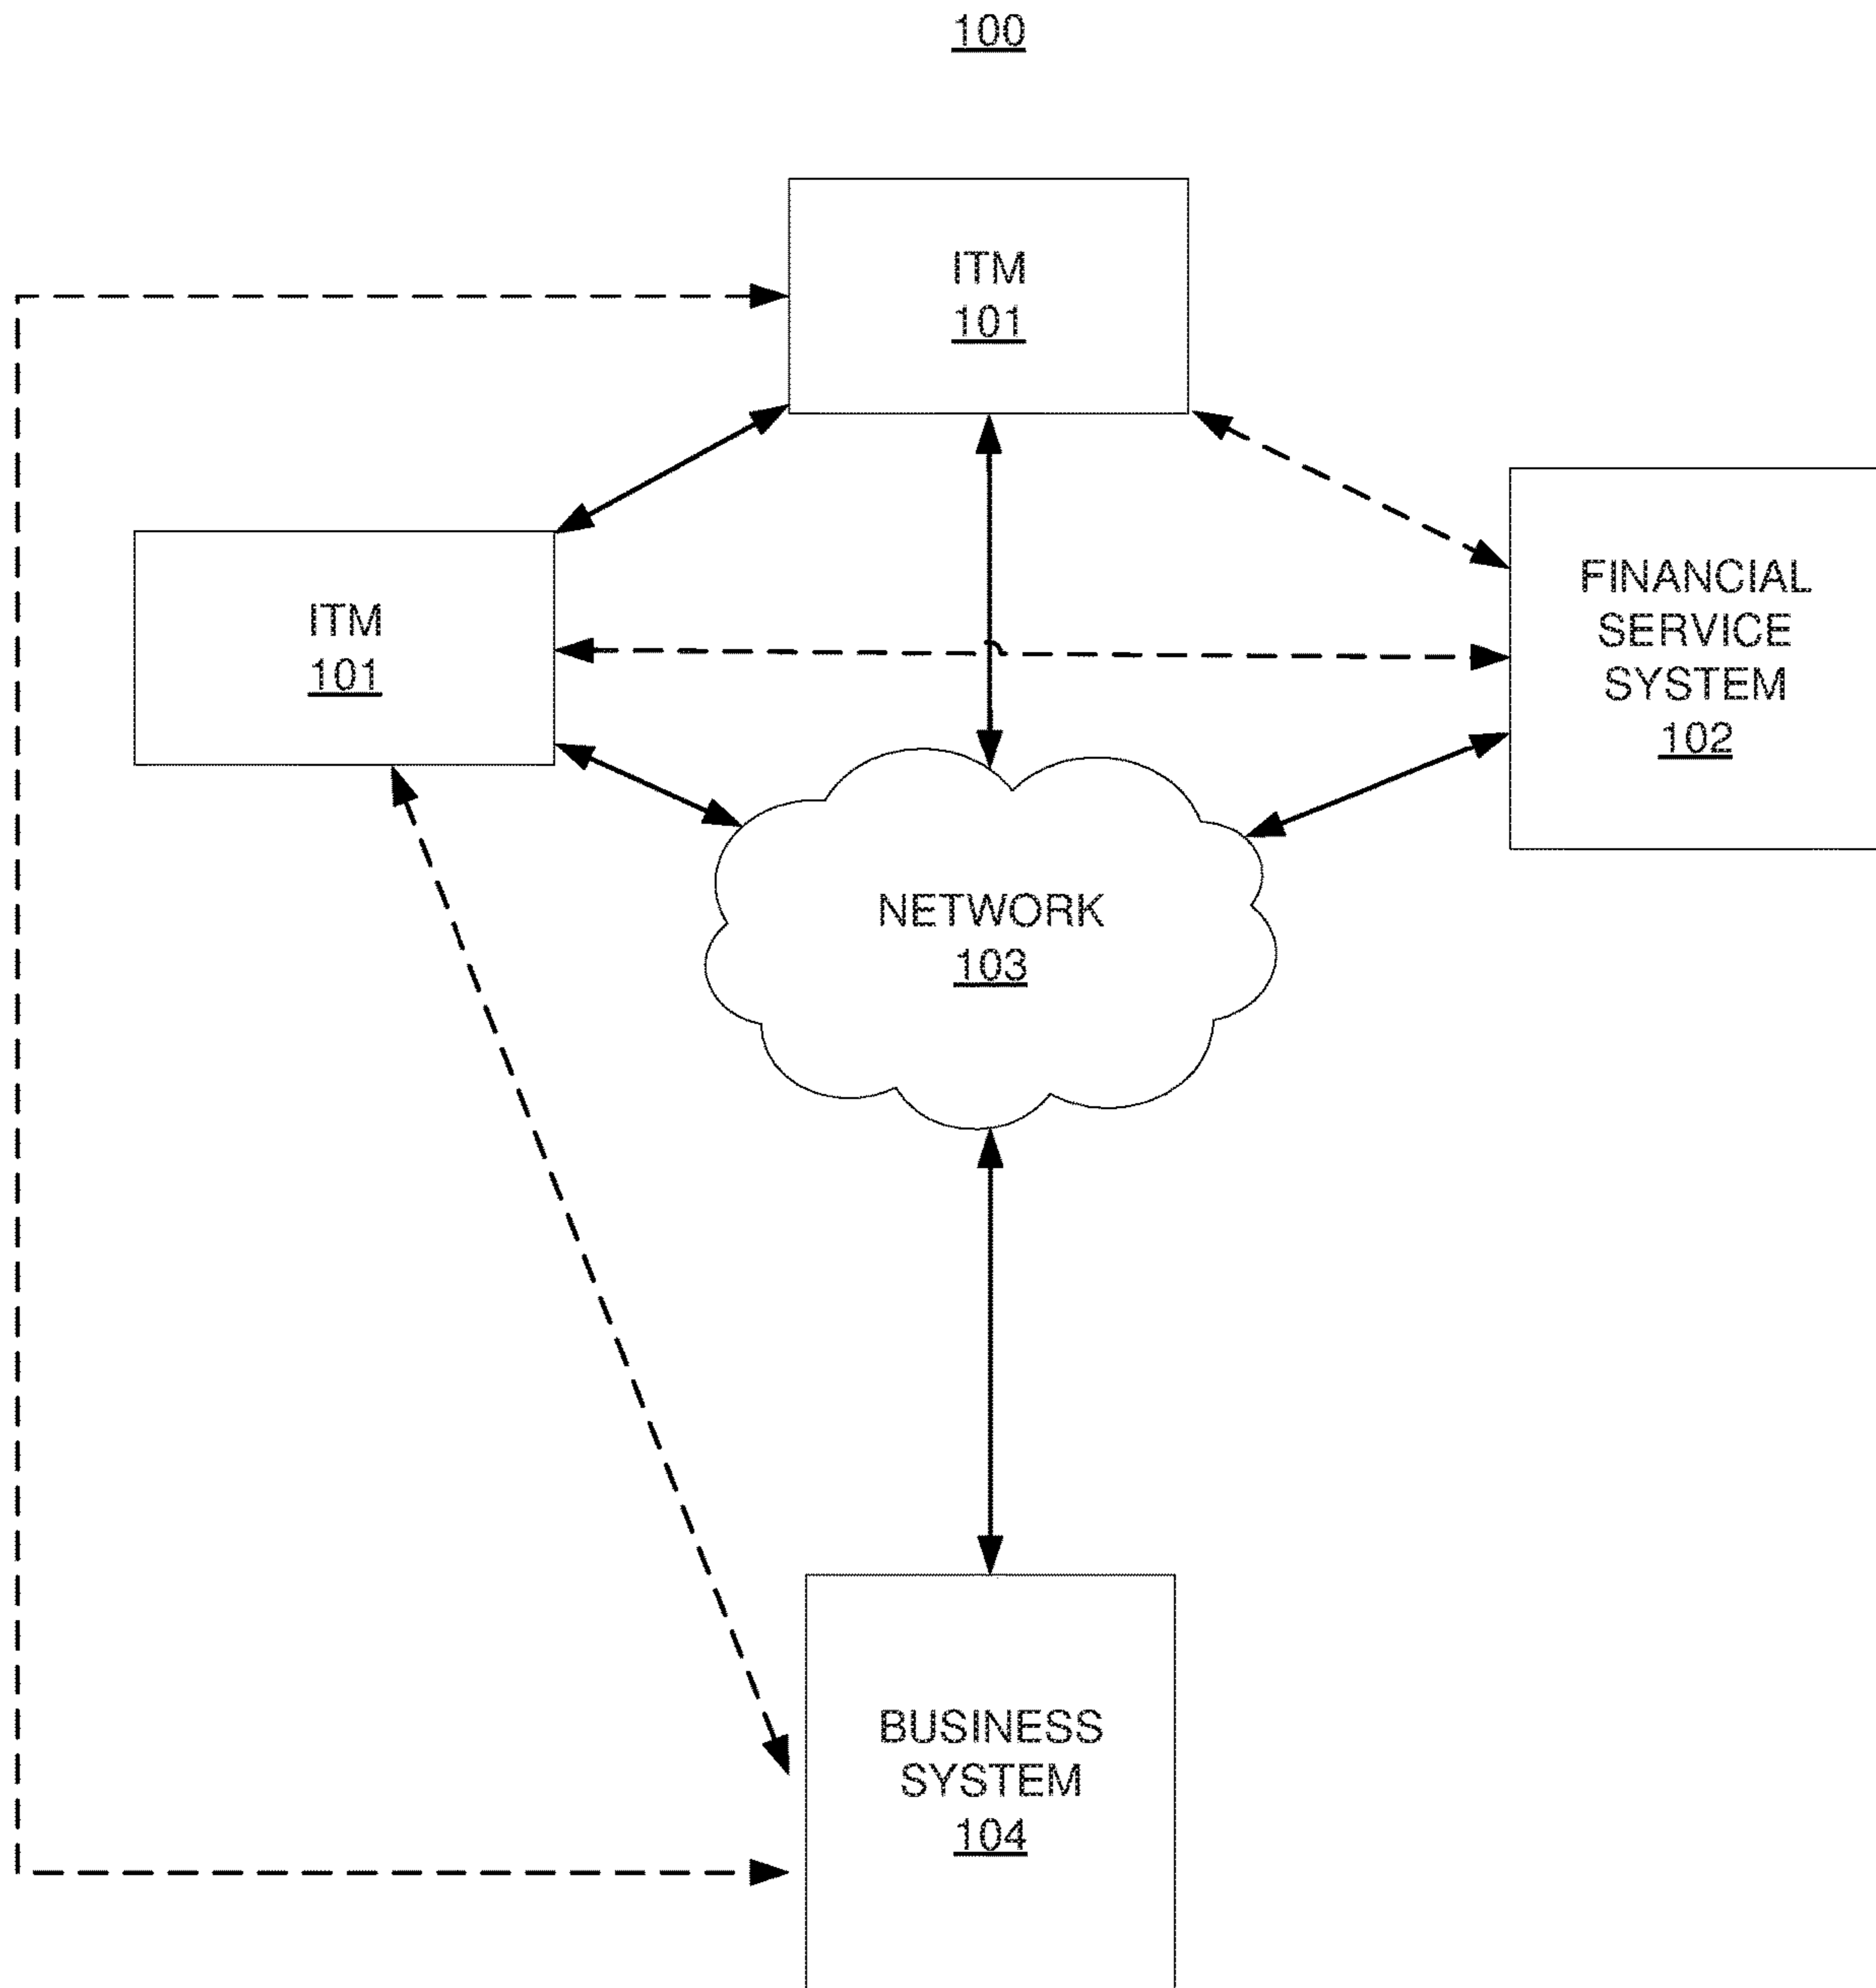 100
ITM
101
ITM
101
FINANCIAL
SERVICE
SYSTEM
102
NETWORK
103
BUSINESS
SYSTEM
104